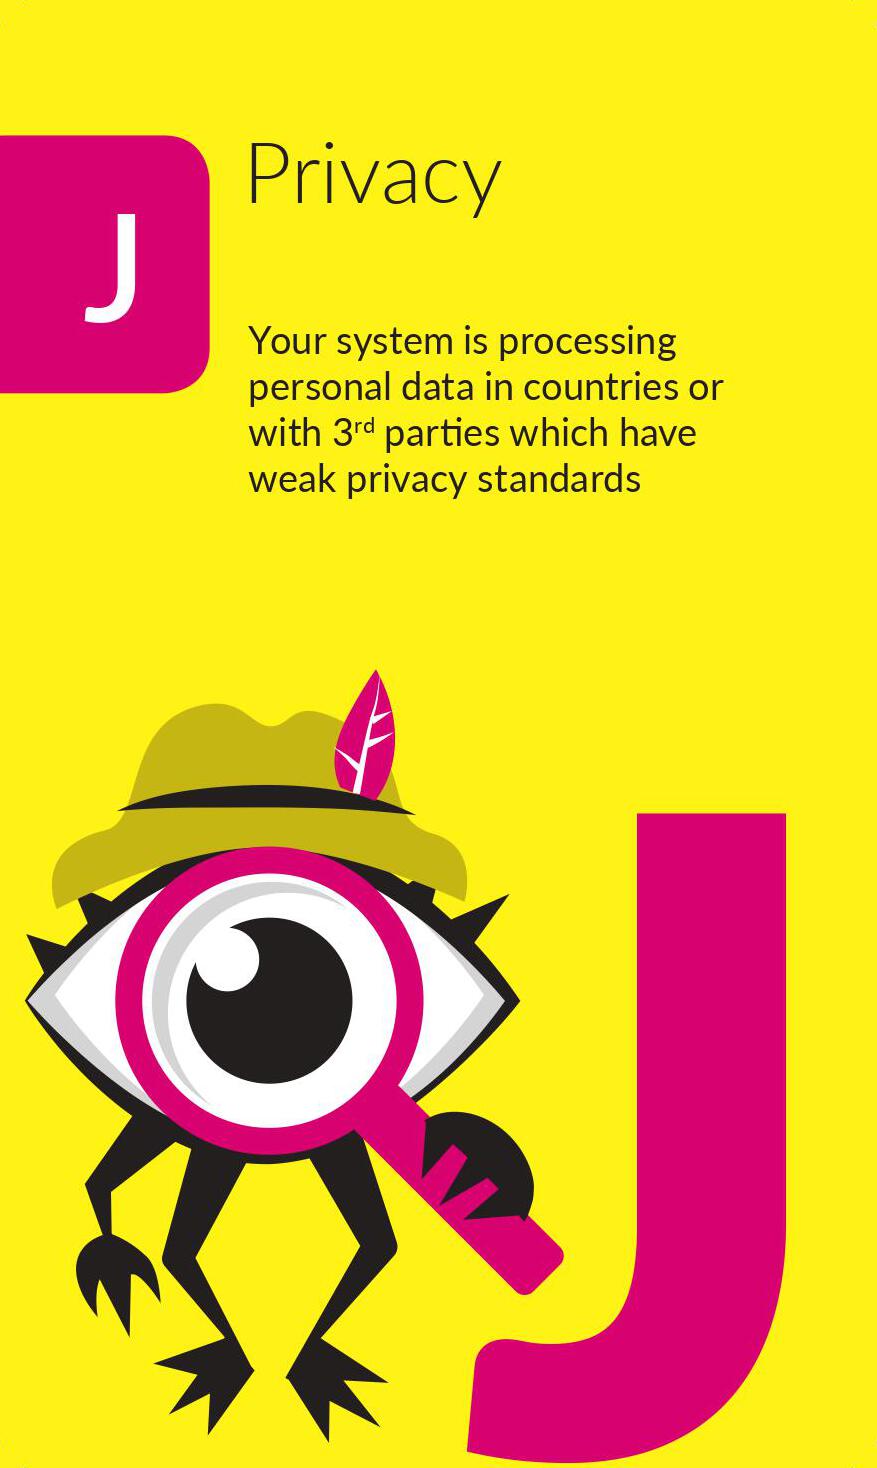 J
Privacy
Your system is processing
personal data in countries or
with 3rd parties which have
weak privacy standards
J